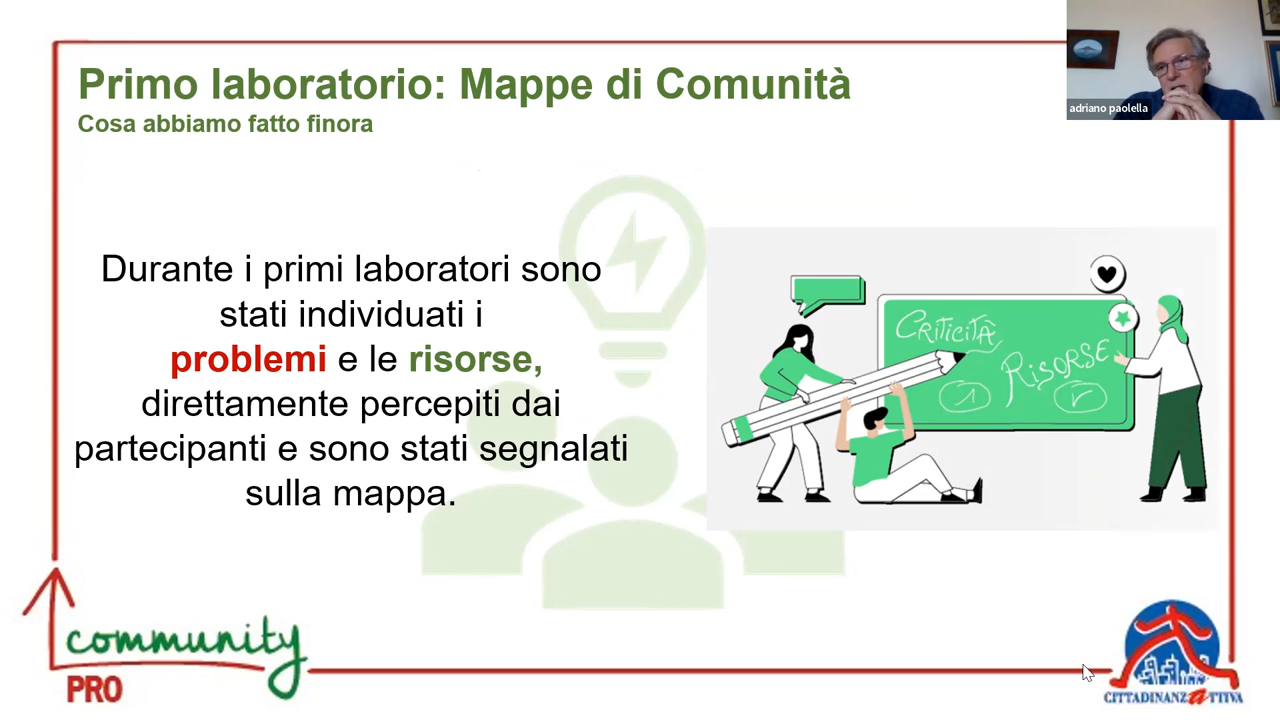 Primo laboratorio: Mappe di Comunità
Cosa abbiamo fatto finora
adriano paolella
Durante i primi laboratori sono
stati individuati i
problemi e le risorse,
direttamente percepiti dai
partecipanti e sono stati segnalati
sulla mappa.
CRITICITÀ
RISORSE
community
PRO
CITTADINANZATTIVA